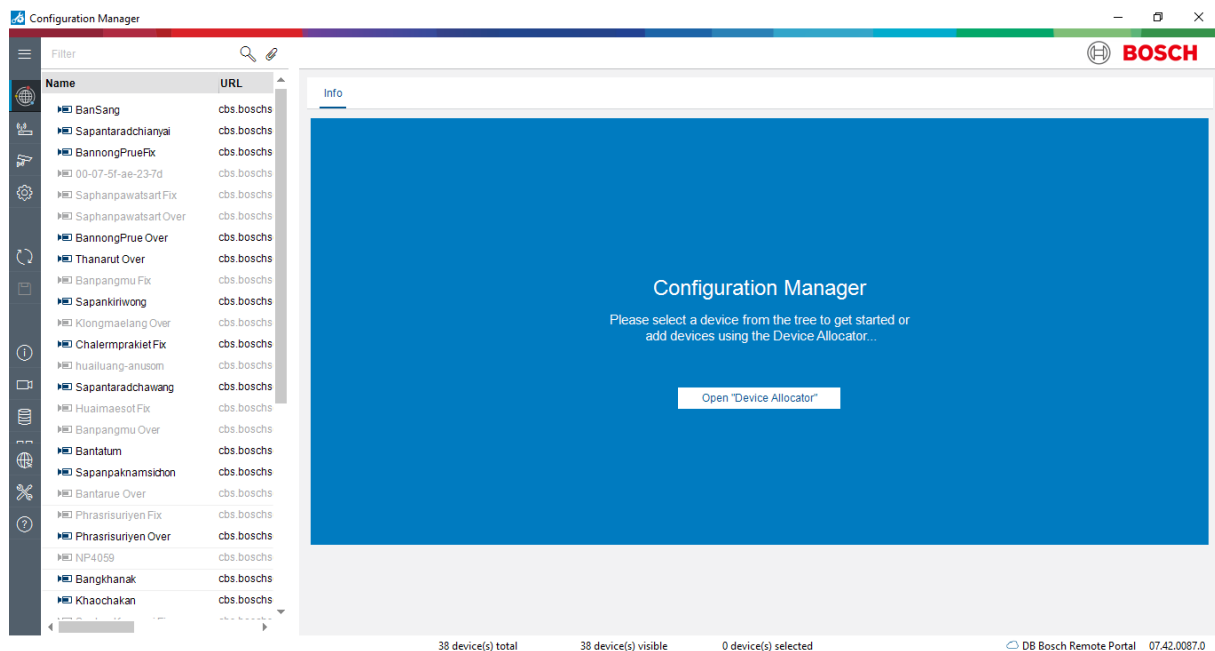 Configuration Manager
Filter
BOSCH
Name URL
Info
BanSang cbs.boschs
Sapantaradchianyai cbs.boschs
BannongPrueFix cbs.boschs
00-07-5f-ae-23-7d cbs.boschs
Saphanpawatsart Fix cbs.boschs
Saphanpawatsart Over cbs.boschs
BannongPrue Over cbs.boschs
Thanarut Over cbs.boschs
Banpangmu Fix cbs.boschs
Sapankiriwong cbs.boschs
Klongmaelang Over cbs.boschs
Chalermprakiet Fix cbs.boschs
huailuang-anusom cbs.boschs
Sapantaradchawang cbs.boschs
Huaimaesot Fix cbs.boschs
Banpangmu Over cbs.boschs
Bantatum cbs.boschs
Sapanpaknamsichon cbs.boschs
Bantarue Over cbs.boschs
Phrasrisuriyen Fix cbs.boschs
Phrasrisuriyen Over cbs.boschs
NP4059 cbs.boschs
Bangkhanak cbs.boschs
Khaochakan cbs.boschs
Configuration Manager
Please select a device from the tree to get started or
add devices using the Device Allocator...
Open "Device Allocator"
38 device(s) total 38 device(s) visible 0 device(s) selected DB Bosch Remote Portal 07.42.0087.0